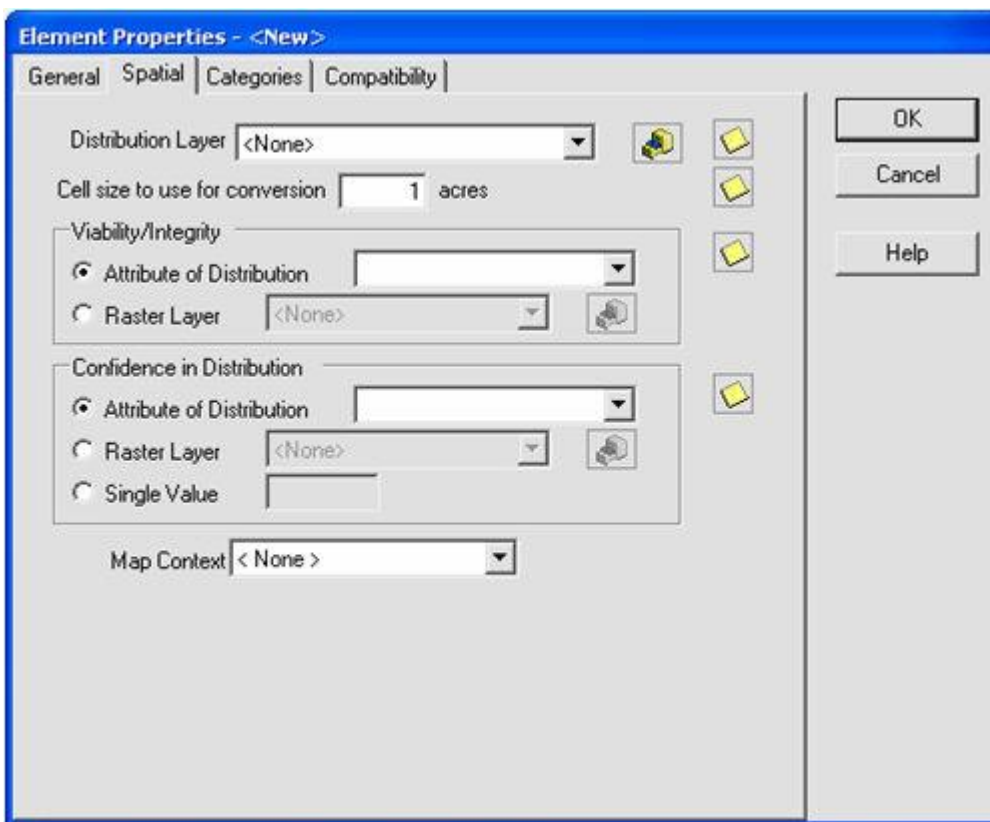 Element Properties - <New>
General Spatial Categories Compatibility
Distribution Layer <None>
Cell size to use for conversion 1 acres
Viability/Integrity
Attribute of Distribution
Raster Layer <None>
Confidence in Distribution
Attribute of Distribution
Raster Layer <None>
Single Value
Map Context < None >
OK
Cancel
Help